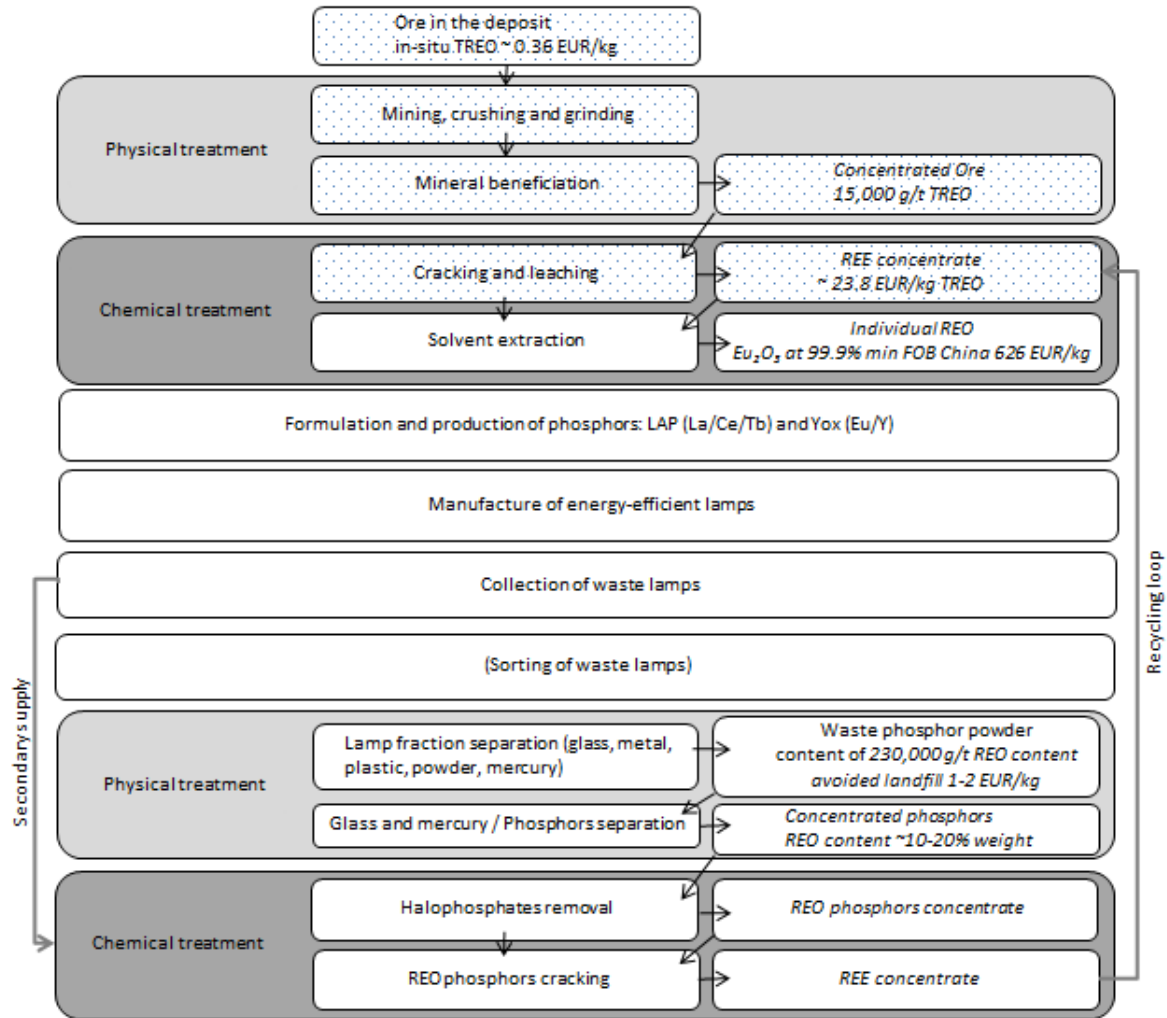 Ore in the deposit
in-situ TREO ~ 0.36 EUR/kg
Physical treatment
Mining, crushing and grinding
Mineral beneficiation
Concentrated Ore
15,000 g/t TREO
Chemical treatment
Cracking and leaching
REE concentrate
~ 23.8 EUR/kg TREO
Solvent extraction
Individual REO
Eu₂O₃ at 99.9% min FOB China 626 EUR/kg
Formulation and production of phosphors: LAP (La/Ce/Tb) and Yox (Eu/Y)
Manufacture of energy-efficient lamps
Collection of waste lamps
(Sorting of waste lamps)
Secondary supply
Recycling loop
Physical treatment
Lamp fraction separation (glass, metal,
plastic, powder, mercury)
Waste phosphor powder
content of 230,000 g/t REO content
avoided landfill 1-2 EUR/kg
Glass and mercury / Phosphors separation
Concentrated phosphors
REO content ~10-20% weight
Chemical treatment
Halophosphates removal
REO phosphors concentrate
REO phosphors cracking
REE concentrate